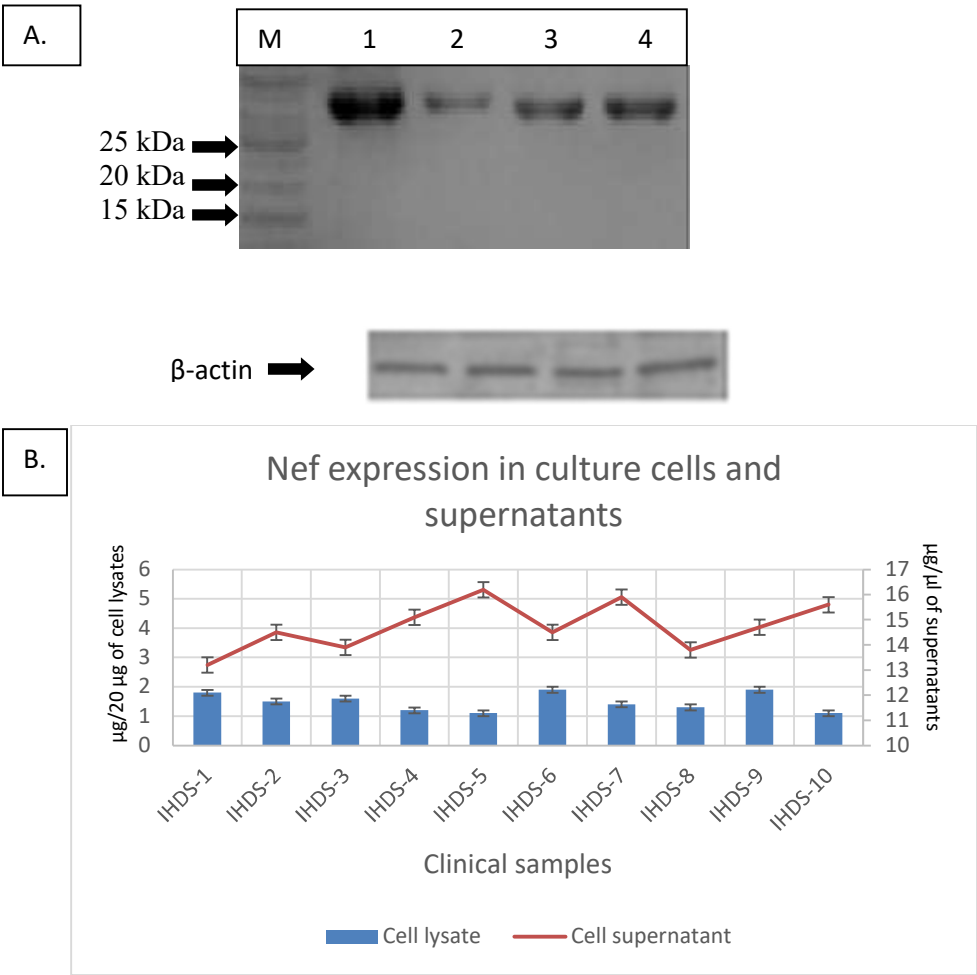 A.
M 1 2 3 4
25 kDa
20 kDa
15 kDa
β-actin
B.
Nef expression in culture cells and
supernatants
µg/20 µg of cell lysates
6
5
4
3
2
1
0
17
16
15
14
13
12
11
10
µg/µl of
supernatants
IHDS-1 IHDS-2 IHDS-3 IHDS-4 IHDS-5 IHDS-6 IHDS-7 IHDS-8 IHDS-9 IHDS-10
Clinical samples
Cell lysate Cell supernatant